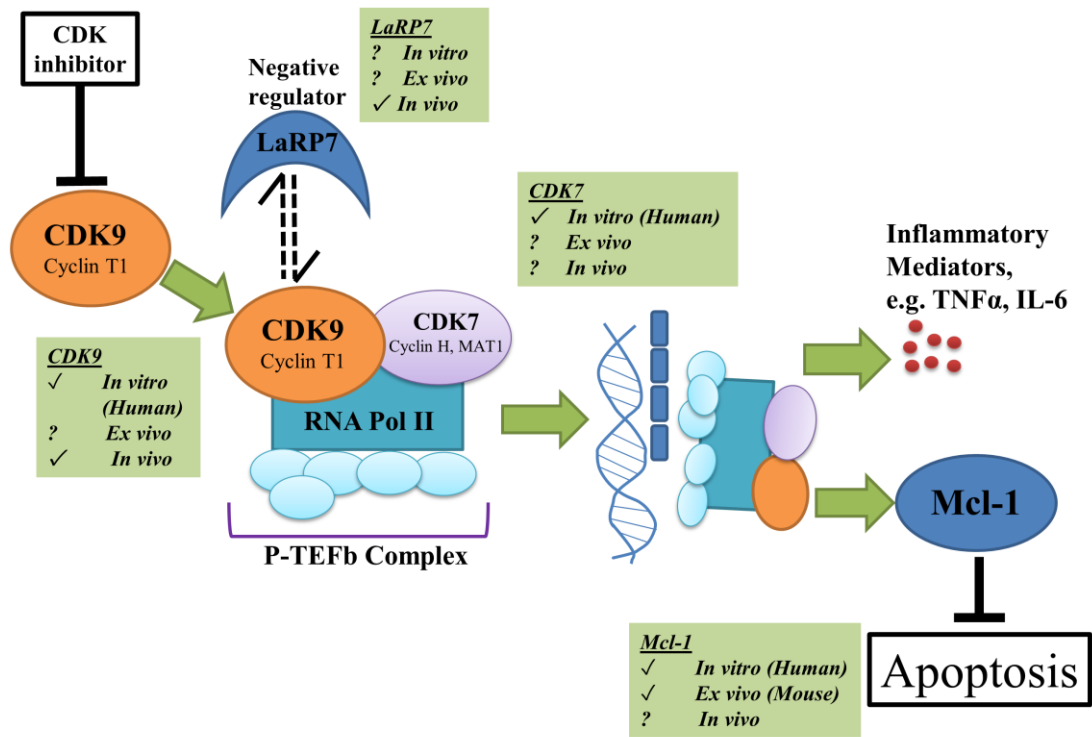 CDK
inhibitor
Negative
regulator
LaRP7
LaRP7
? In vitro
? Ex vivo
✓ In vivo
CDK9
Cyclin T1
CDK9
✓ In vitro
(Human)
? Ex vivo
✓ In vivo
CDK9
Cyclin T1
CDK7
Cyclin H, MAT1
RNA Pol II
P-TEFb Complex
CDK7
✓ In vitro (Human)
? Ex vivo
? In vivo
Inflammatory
Mediators,
e.g. TNFα, IL-6
Mcl-1
Mcl-1
✓ In vitro (Human)
✓ Ex vivo (Mouse)
? In vivo
Apoptosis